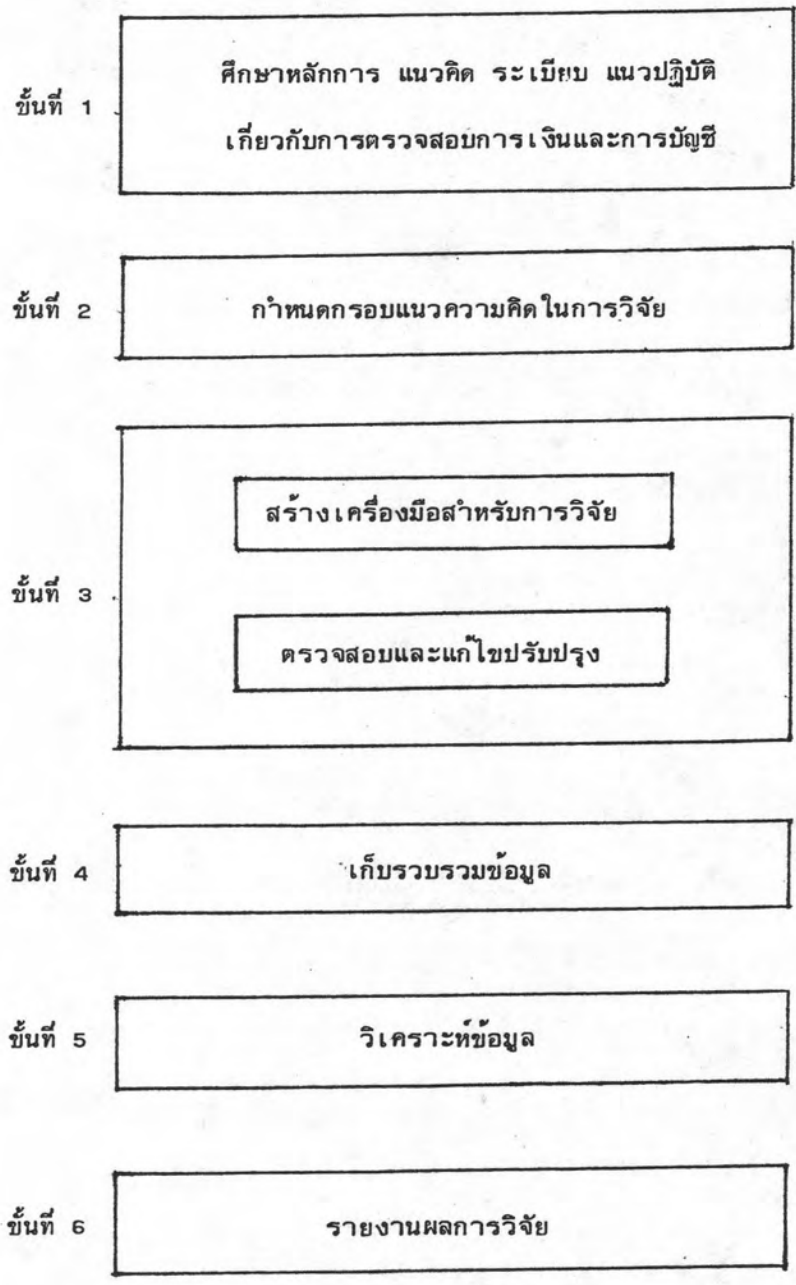 ศึกษาหลักการ แนวคิด ระเบียบ แนวปฏิบัติ
ขั้นที่ 1
เกี่ยวกับการตรวจสอบการเงินและการบัญชี
ขั้นที่ 2 กำหนดกรอบแนวความคิดในการวิจัย
สร้างเครื่องมือสำหรับการวิจัย
ขั้นที่ 3
ตรวจสอบและแก้ไขปรับปรุง
ขั้นที่ 4 เก็บรวบรวมข้อมูล
ขั้นที่ 5 วิเคราะห์ข้อมูล
ขั้นที่ 6 รายงานผลการวิจัย